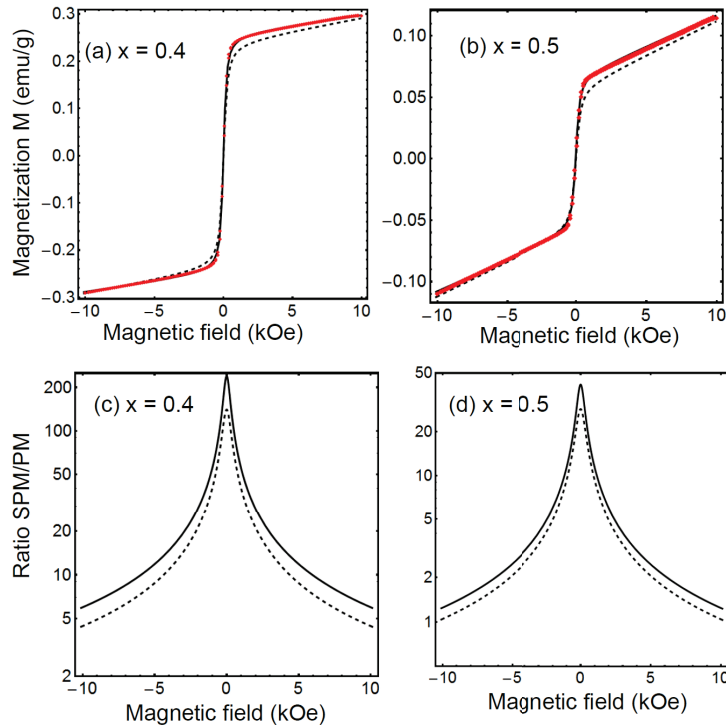 (a) x = 0.4
Magnetization M (emu/g)
0.3
0.2
0.1
0.0
−0.1
−0.2
−0.3
−10 −5 0 5 10
Magnetic field (kOe)
(b) x = 0.5
0.10
0.05
0.00
−0.05
−0.10
−10 −5 0 5 10
Magnetic field (kOe)
(c) x = 0.4
Ratio SPM/PM
200
100
50
20
10
5
2
−10 −5 0 5 10
Magnetic field (kOe)
(d) x = 0.5
50
20
10
5
2
1
−10 −5 0 5 10
Magnetic field (kOe)